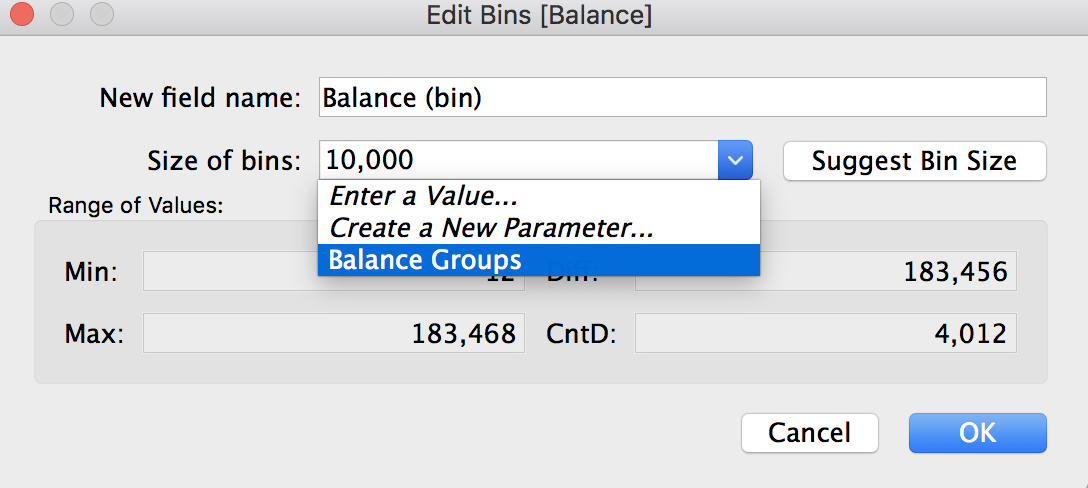 Edit Bins [Balance]
New field name: Balance (bin)
Size of bins: 10,000 Suggest Bin Size
Enter a Value...
Range of Values:
Create a New Parameter...
Balance Groups
Min: 12 Diff: 183,456
Max: 183,468 CntD: 4,012
Cancel OK